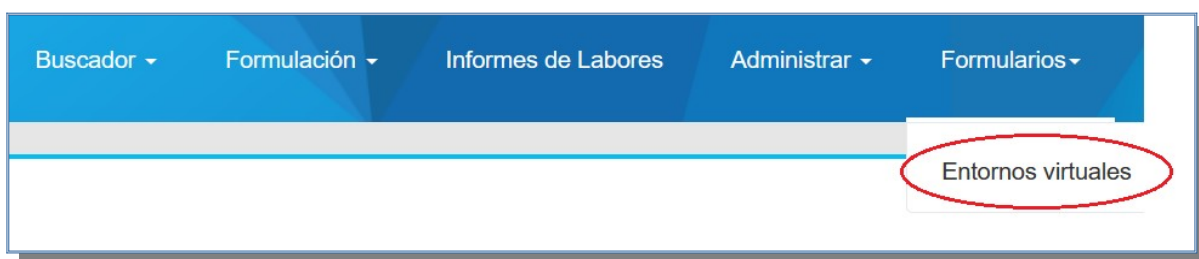 Buscador Formulación Informes de Labores Administrar Formularios
Entornos virtuales